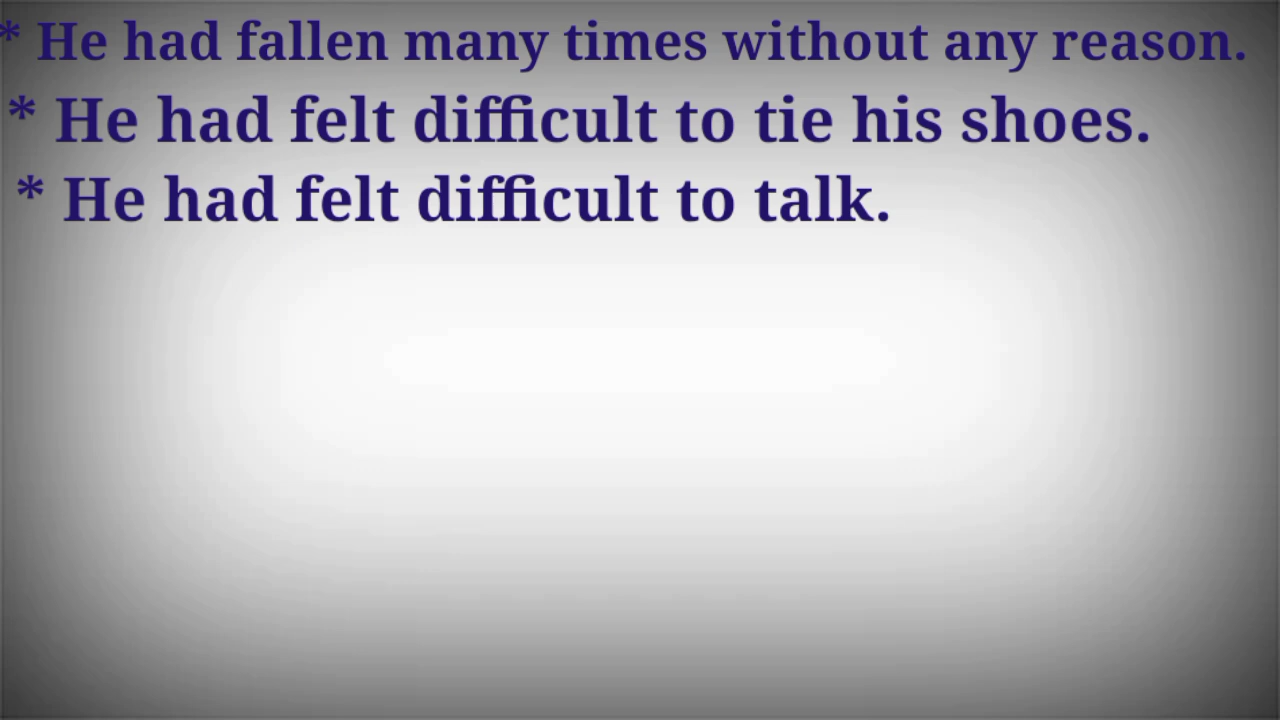 * He had fallen many times without any reason.
* He had felt difficult to tie his shoes.
* He had felt difficult to talk.